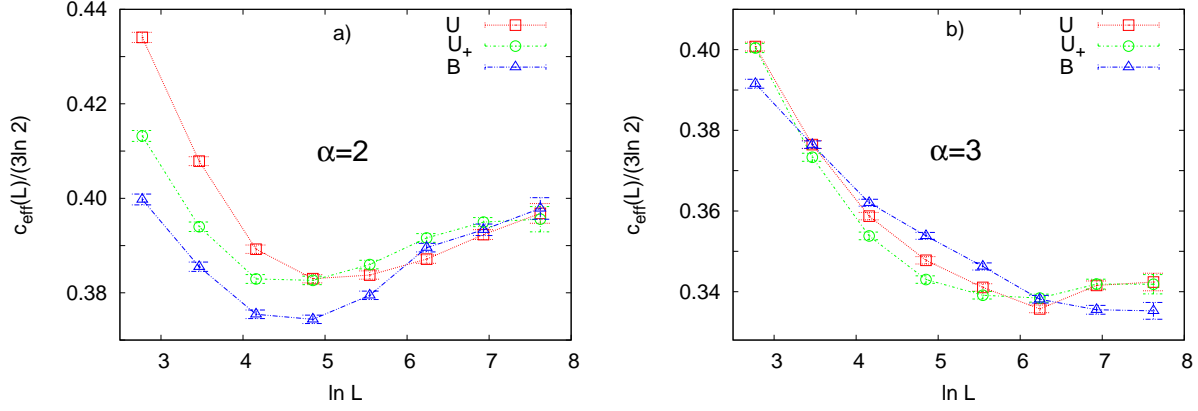 a)
U
U+
B
α=2
0.44
0.42
0.40
0.38
c_eff(L)/(3ln 2)
3
4
5
6
7
8
ln L
b)
U
U+
B
α=3
0.40
0.38
0.36
0.34
c_eff(L)/(3ln 2)
3
4
5
6
7
8
ln L